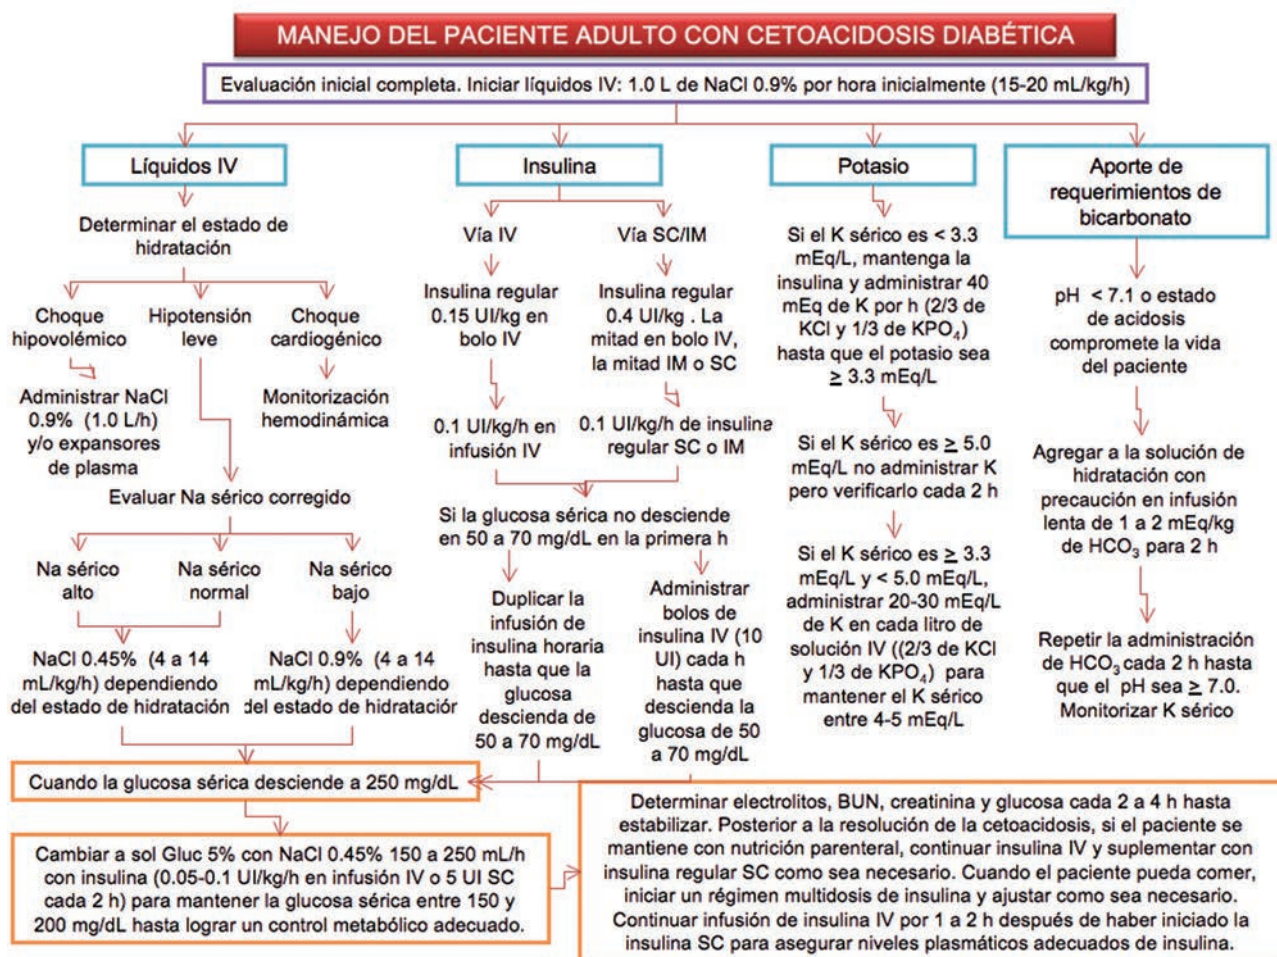 MANEJO DEL PACIENTE ADULTO CON CETOACIDOSIS DIABÉTICA
Evaluación inicial completa. Iniciar líquidos IV: 1.0 L de NaCl 0.9% por hora inicialmente (15-20 mL/kg/h)
Líquidos IV
Determinar el estado de
hidratación
Choque
hipovolémico
Hipotensión
leve
Choque
cardiogénico
Administrar NaCl
0.9% (1.0 L/h)
y/o expansores
de plasma
Monitorización
hemodinámica
Evaluar Na sérico corregido
Na sérico
alto
Na sérico
normal
Na sérico
bajo
NaCl 0.45% (4 a 14
mL/kg/h) dependiendo
del estado de hidratación
NaCl 0.9% (4 a 14
mL/kg/h) dependiendo
del estado de hidratación
Insulina
Vía IV
Insulina regular
0.15 UI/kg en
bolo IV
0.1 UI/kg/h en
infusión IV
Vía SC/IM
Insulina regular
0.4 UI/kg . La
mitad en bolo IV,
la mitad IM o SC
0.1 UI/kg/h de insulina
regular SC o IM
Si la glucosa sérica no desciende
en 50 a 70 mg/dL en la primera h
Duplicar la
infusión de
insulina horaria
hasta que la
glucosa
descienda de
50 a 70 mg/dL
Administrar
bolos de
insulina IV (10
UI) cada h
hasta que
descienda la
glucosa de 50
a 70 mg/dL
Potasio
Si el K sérico es < 3.3
mEq/L, mantenga la
insulina y administrar 40
mEq de K por h (2/3 de
KCl y 1/3 de KPO₄)
hasta que el potasio sea
≥ 3.3 mEq/L
Si el K sérico es ≥ 5.0
mEq/L no administrar K
pero verificarlo cada 2 h
Si el K sérico es ≥ 3.3
mEq/L y < 5.0 mEq/L,
administrar 20-30 mEq/L
de K en cada litro de
solución IV ((2/3 de KCl
y 1/3 de KPO₄) para
mantener el K sérico
entre 4-5 mEq/L
Aporte de
requerimientos de
bicarbonato
pH < 7.1 o estado
de acidosis
compromete la vida
del paciente
Agregar a la solución de
hidratación con
precaución en infusión
lenta de 1 a 2 mEq/kg
de HCO₃ para 2 h
Repetir la administración
de HCO₃ cada 2 h hasta
que el pH sea ≥ 7.0.
Monitorizar K sérico
Cuando la glucosa sérica desciende a 250 mg/dL
Cambiar a sol Gluc 5% con NaCl 0.45% 150 a 250 mL/h
con insulina (0.05-0.1 UI/kg/h en infusión IV o 5 UI SC
cada 2 h) para mantener la glucosa sérica entre 150 y
200 mg/dL hasta lograr un control metabólico adecuado.
Determinar electrolitos, BUN, creatinina y glucosa cada 2 a 4 h hasta
estabilizar. Posterior a la resolución de la cetoacidosis, si el paciente se
mantiene con nutrición parenteral, continuar insulina IV y suplementar con
insulina regular SC como sea necesario. Cuando el paciente pueda comer,
iniciar un régimen multidosis de insulina y ajustar como sea necesario.
Continuar infusión de insulina IV por 1 a 2 h después de haber iniciado la
insulina SC para asegurar niveles plasmáticos adecuados de insulina.